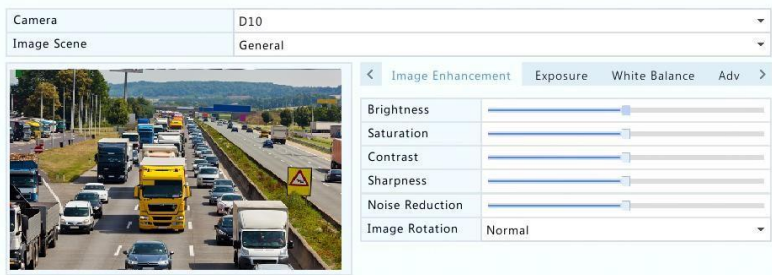 Camera D10
Image Scene General
< Image Enhancement Exposure White Balance Adv >
Brightness
Saturation
Contrast
Sharpness
Noise Reduction
Image Rotation Normal